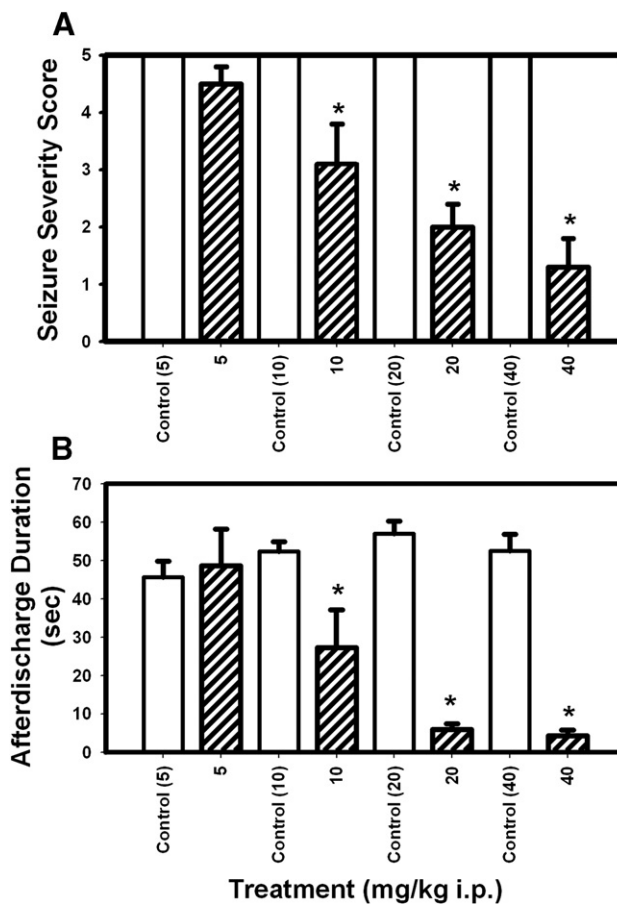 A
Seizure Severity Score
5
4
3
2
1
0
*
*
*
Control (5)
5
Control (10)
10
Control (20)
20
Control (40)
40
B
Afterdischarge Duration
(sec)
70
60
50
40
30
20
10
0
*
*
*
Control (5)
5
Control (10)
10
Control (20)
20
Control (40)
40
Treatment (mg/kg i.p.)